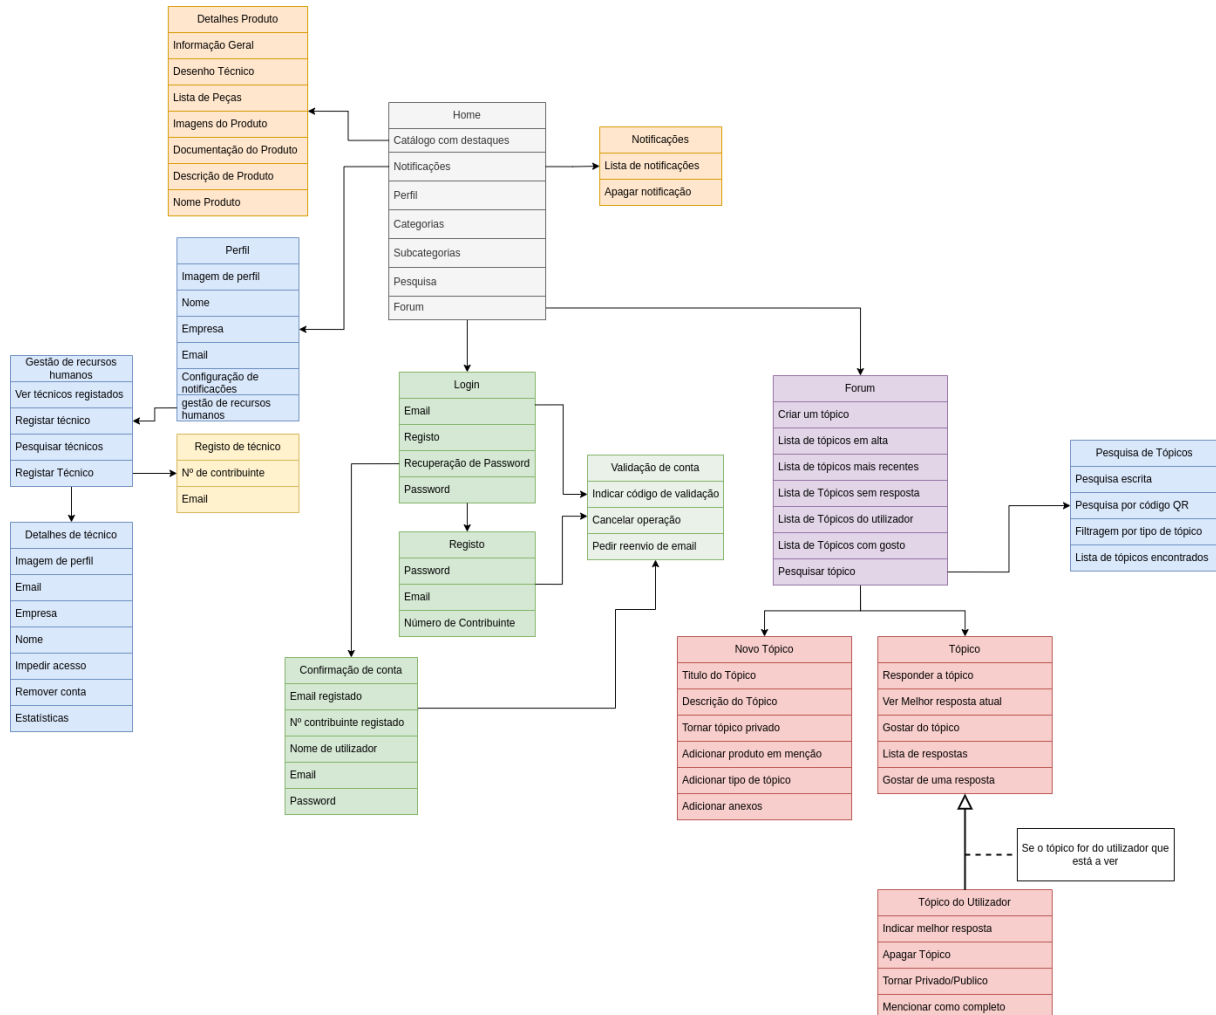 Detalhes Produto
Informação Geral
Desenho Técnico
Lista de Peças
Imagens do Produto
Documentação do Produto
Descrição de Produto
Nome Produto
Home
Catálogo com destaques
Notificações
Perfil
Categorias
Subcategorias
Pesquisa
Forum
Notificações
Lista de notificações
Apagar notificação
Perfil
Imagem de perfil
Nome
Empresa
Email
Configuração de
notificações
gestão de recursos
humanos
Gestão de recursos
humanos
Ver técnicos registados
Registar técnico
Pesquisar técnicos
Registar Técnico
Registo de técnico
Nº de contribuinte
Email
Detalhes de técnico
Imagem de perfil
Email
Empresa
Nome
Impedir acesso
Remover conta
Estatísticas
Login
Email
Registo
Recuperação de Password
Password
Registo
Password
Email
Número de Contribuinte
Validação de conta
Indicar código de validação
Cancelar operação
Pedir reenvio de email
Confirmação de conta
Email registado
Nº contribuinte registado
Nome de utilizador
Email
Password
Forum
Criar um tópico
Lista de tópicos em alta
Lista de tópicos mais recentes
Lista de Tópicos sem resposta
Lista de Tópicos do utilizador
Lista de Tópicos com gosto
Pesquisar tópico
Pesquisa de Tópicos
Pesquisa escrita
Pesquisa por código QR
Filtragem por tipo de tópico
Lista de tópicos encontrados
Novo Tópico
Titulo do Tópico
Descrição do Tópico
Tornar tópico privado
Adicionar produto em menção
Adicionar tipo de tópico
Adicionar anexos
Tópico
Responder a tópico
Ver Melhor resposta atual
Gostar do tópico
Lista de respostas
Gostar de uma resposta
Se o tópico for do utilizador que
está a ver
Tópico do Utilizador
Indicar melhor resposta
Apagar Tópico
Tornar Privado/Publico
Mencionar como completo